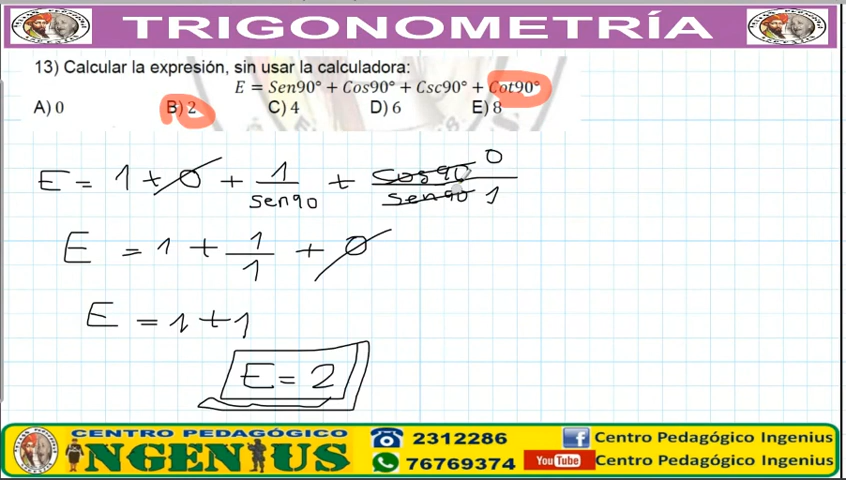 TRIGONOMETRÍA
13) Calcular la expresión, sin usar la calculadora:
E = Sen90° + Cos90° + Csc90° + Cot90°
A) 0 B) 2 C) 4 D) 6 E) 8
E = 1 + 0 + 1/sen90 + cos90/sen90 0/1
E = 1 + 1/1 + 0
E = 1 + 1
E = 2
CENTRO PEDAGÓGICO
INGENIUS
2312286
76769374
Centro Pedagógico Ingenius
YouTube Centro Pedagógico Ingenius